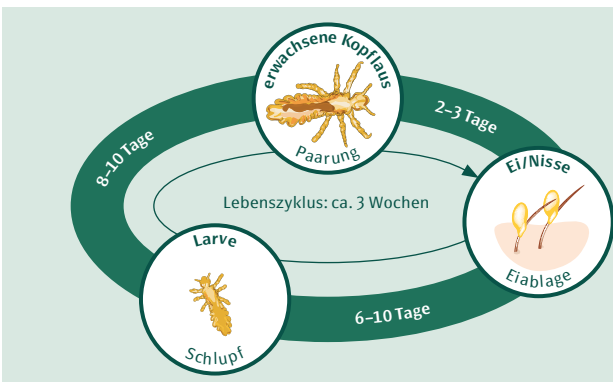 erwachsene Kopflaus
Paarung
2–3 Tage
Ei/Nisse
Eiablage
6–10 Tage
Larve
Schlupf
8–10 Tage
Lebenszyklus: ca. 3 Wochen